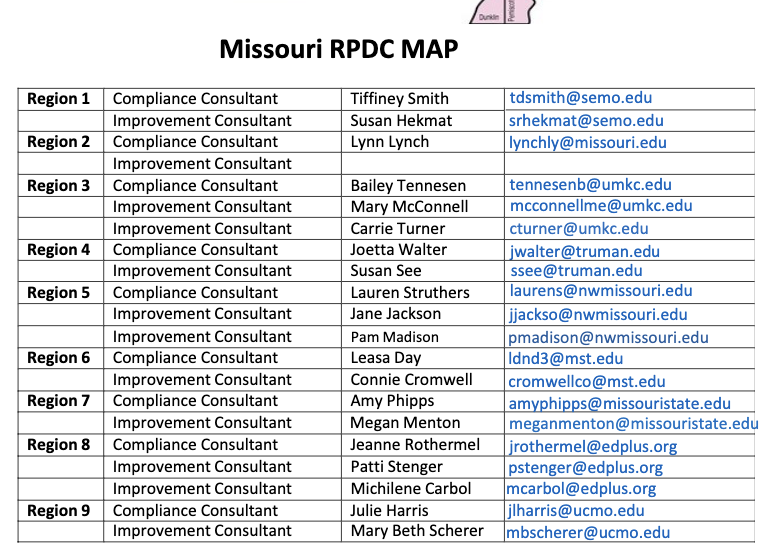 Dunklin Pemiscot
Missouri RPDC MAP
Region 1 Compliance Consultant Tiffiney Smith tdsmith@semo.edu
Improvement Consultant Susan Hekmat srhekmat@semo.edu
Region 2 Compliance Consultant Lynn Lynch lynchly@missouri.edu
Improvement Consultant
Region 3 Compliance Consultant Bailey Tennesen tennesenb@umkc.edu
Improvement Consultant Mary McConnell mcconnellme@umkc.edu
Improvement Consultant Carrie Turner cturner@umkc.edu
Region 4 Compliance Consultant Joetta Walter jwalter@truman.edu
Improvement Consultant Susan See ssee@truman.edu
Region 5 Compliance Consultant Lauren Struthers laurens@nwmissouri.edu
Improvement Consultant Jane Jackson jjackso@nwmissouri.edu
Improvement Consultant Pam Madison pmadison@nwmissouri.edu
Region 6 Compliance Consultant Leasa Day ldnd3@mst.edu
Improvement Consultant Connie Cromwell cromwellco@mst.edu
Region 7 Compliance Consultant Amy Phipps amyphipps@missouristate.edu
Improvement Consultant Megan Menton meganmenton@missouristate.edu
Region 8 Compliance Consultant Jeanne Rothermel jrothermel@edplus.org
Improvement Consultant Patti Stenger pstenger@edplus.org
Improvement Consultant Michilene Carbol mcarbol@edplus.org
Region 9 Compliance Consultant Julie Harris jlharris@ucmo.edu
Improvement Consultant Mary Beth Scherer mbscherer@ucmo.edu